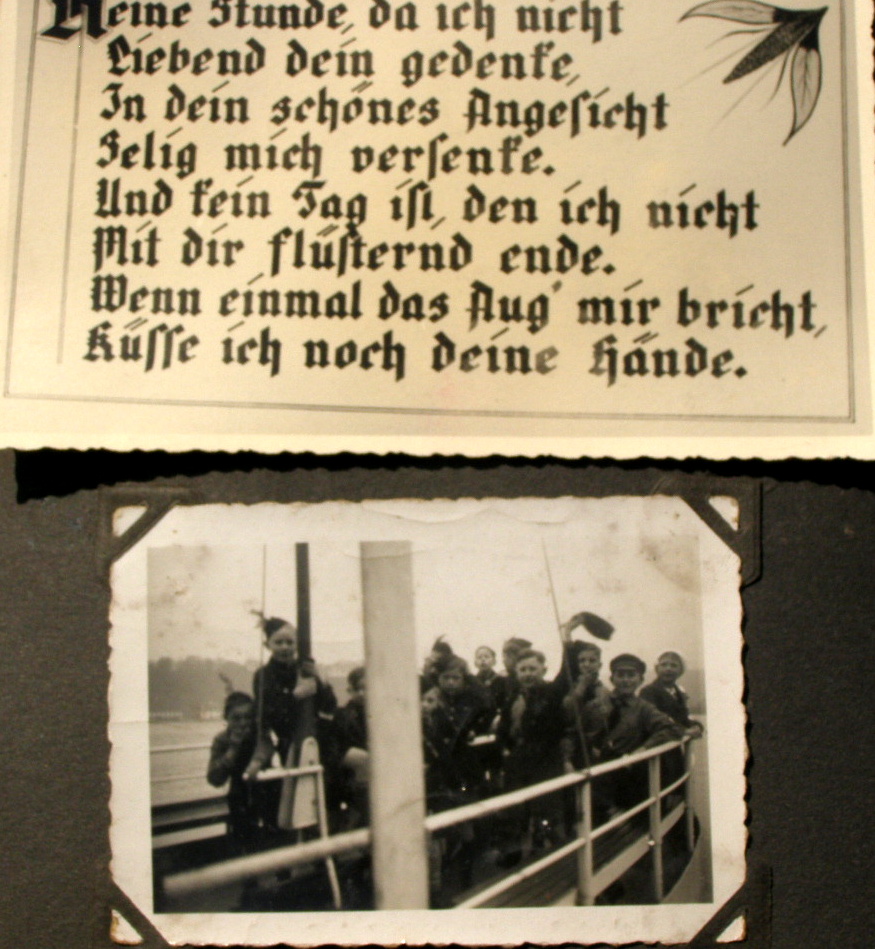 Keine Stunde, da ich nicht
Liebend dein gedenke,
In dein schönes Angesicht
Selig mich versenke.
Und kein Tag ist, den ich nicht
Mit dir flüsternd ende.
Wenn einmal das Aug' mir bricht,
Küsse ich noch deine Hände.